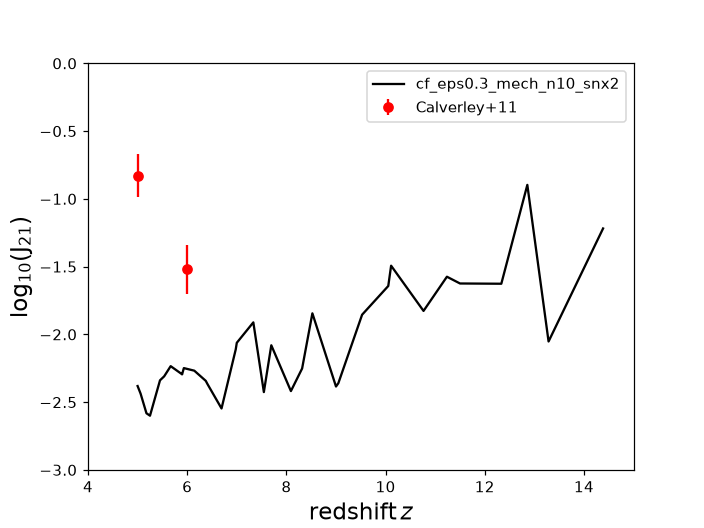 0.0
−0.5
−1.0
−1.5
−2.0
−2.5
−3.0
log₁₀(J₂₁)
cf_eps0.3_mech_n10_snx2
Calverley+11
4 6 8 10 12 14
redshift z